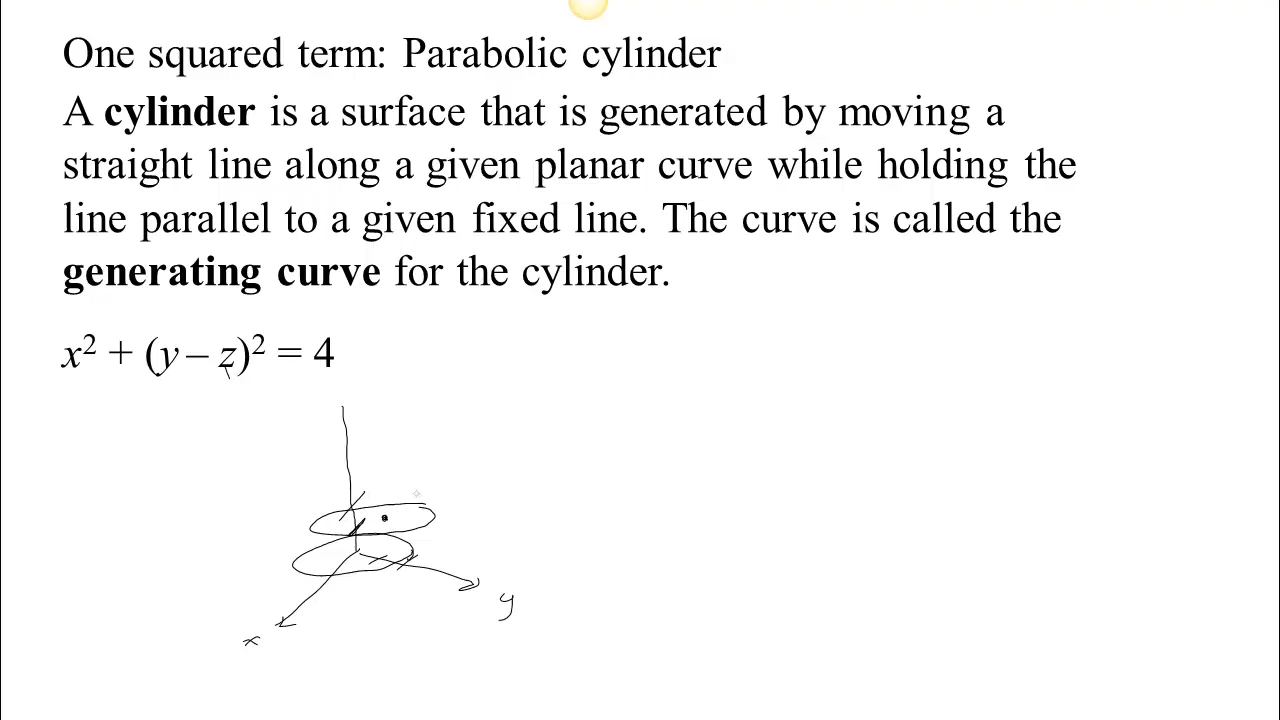 One squared term: Parabolic cylinder
A cylinder is a surface that is generated by moving a
straight line along a given planar curve while holding the
line parallel to a given fixed line. The curve is called the
generating curve for the cylinder.
x² + (y – z)² = 4
y
x